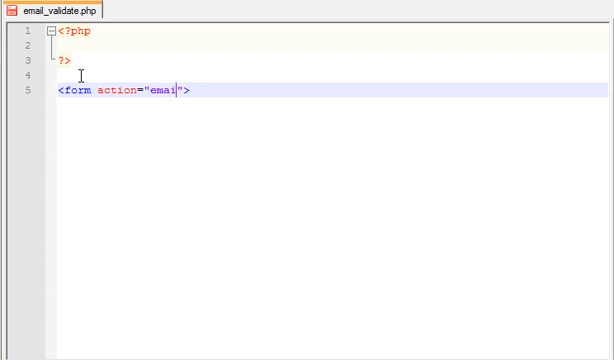 email_validate.php
1 <?php
2
3 ?>
4
5 <form action="emai">